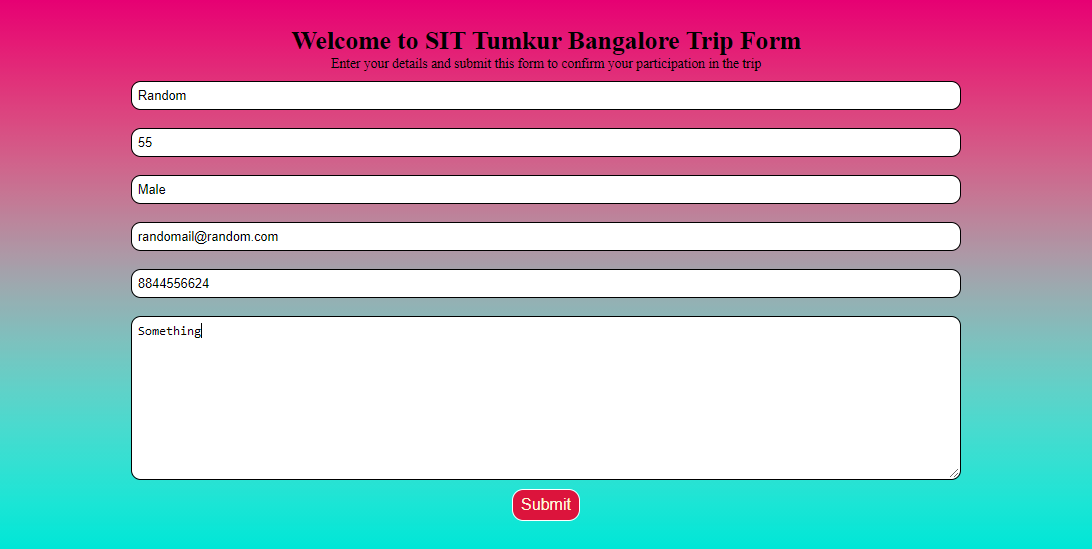 Welcome to SIT Tumkur Bangalore Trip Form
Enter your details and submit this form to confirm your participation in the trip
Random
55
Male
randomail@random.com
8844556624
Something
Submit